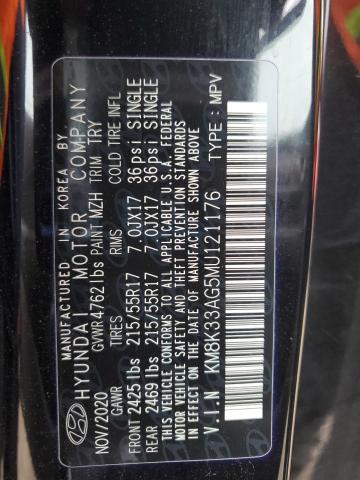 MANUFACTURED IN KOREA BY
HYUNDAI MOTOR COMPANY
NOV/2020 GVWR4762 lbs PAINT MZH TRIM TRY
GAWR TIRES RIMS COLD TIRE INFL
FRONT 2425 lbs 215/55R17 7.0JX17 36psi SINGLE
REAR 2469 lbs 215/55R17 7.0JX17 36psi SINGLE
THIS VEHICLE CONFORMS TO ALL APPLICABLE U.S.A. FEDERAL
MOTOR VEHICLE SAFETY AND THEFT PREVENTION STANDARDS
IN EFFECT ON THE DATE OF MANUFACTURE SHOWN ABOVE
V.I.N KM8K33AG5MU121176 TYPE : MPV